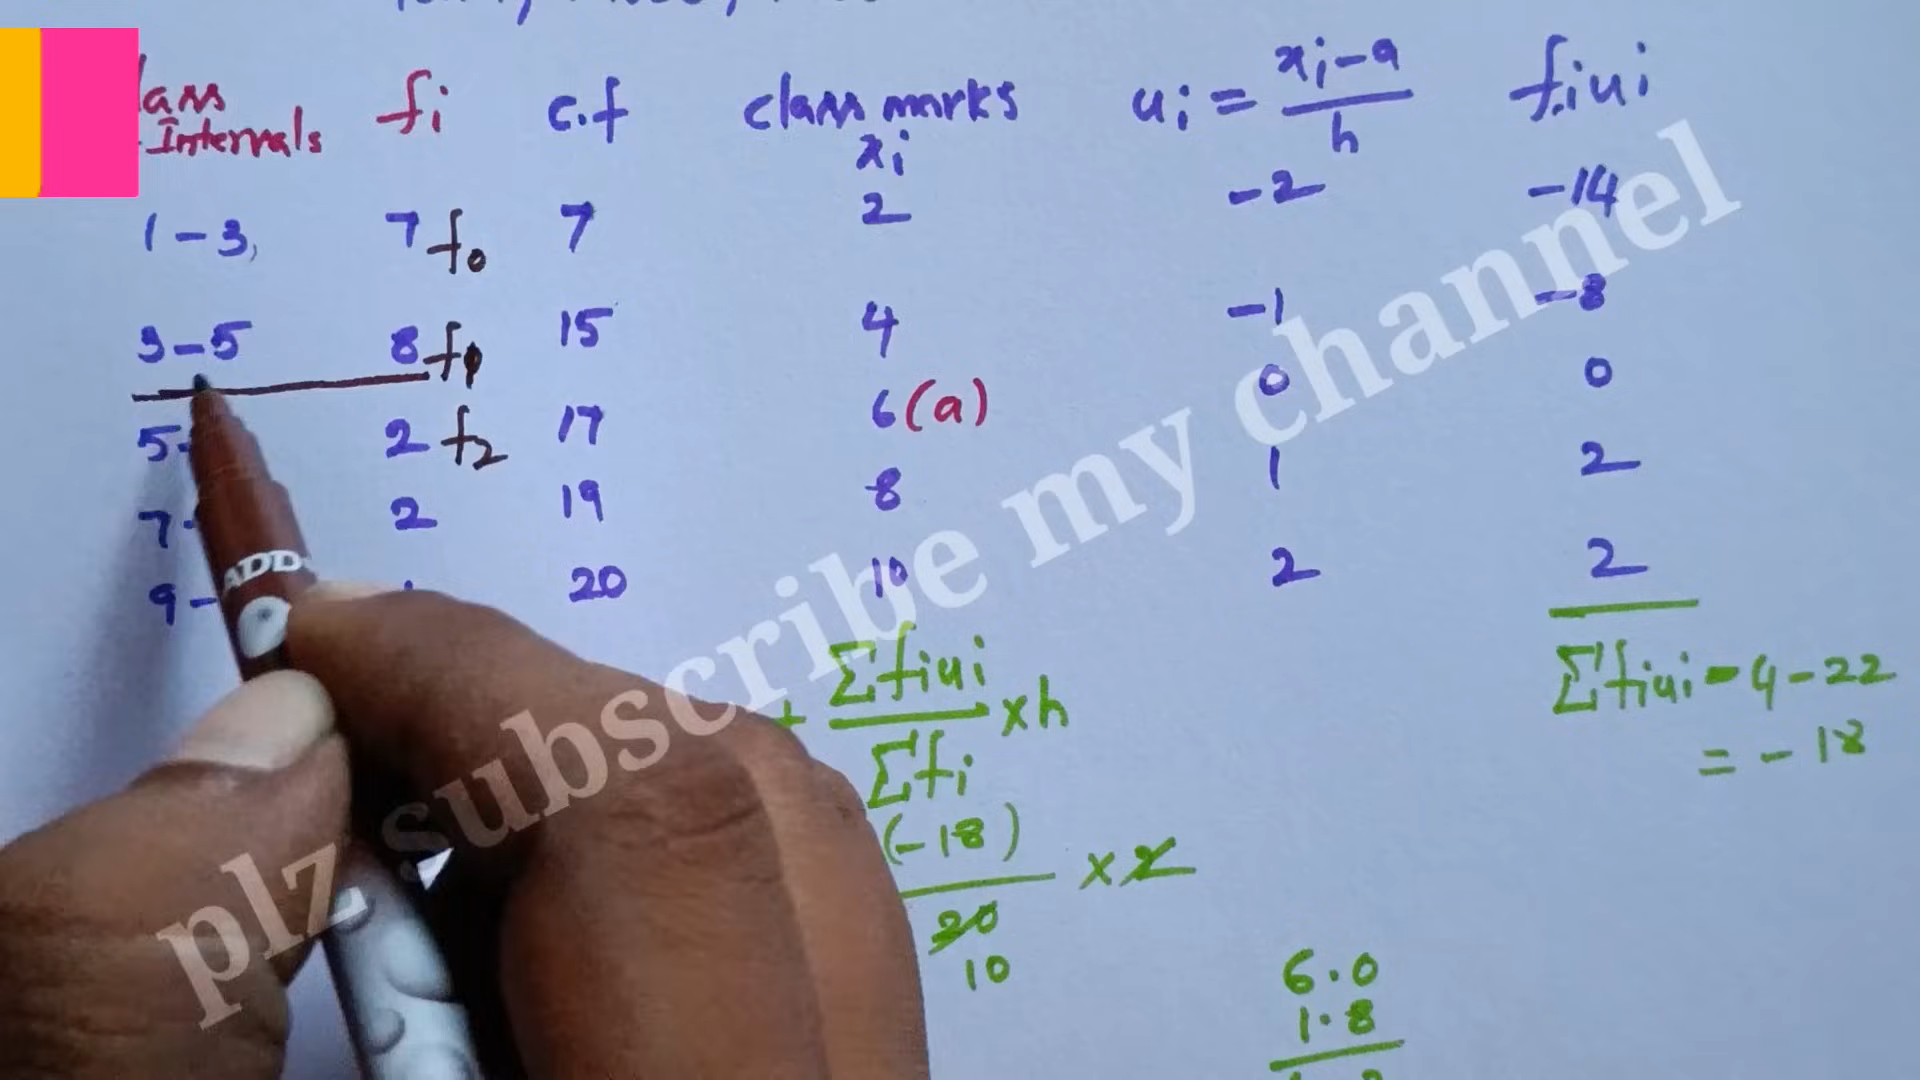 lass Intervals fi c.f class marks xi ui = xi-a/h fiui
1-3, 7 f0 7 2 -2 -14
3-5 8 f1 15 4 -1 -8
5- 2 f2 17 6(a) 0 0
7- 2 19 8 1 2
9- 20 10 2 2
+ Σfiui/Σfi xh
Σfiui = 4-22
= -18
(-18)/20 x2
10
6.0
1.8
ADD
plz subscribe my channel